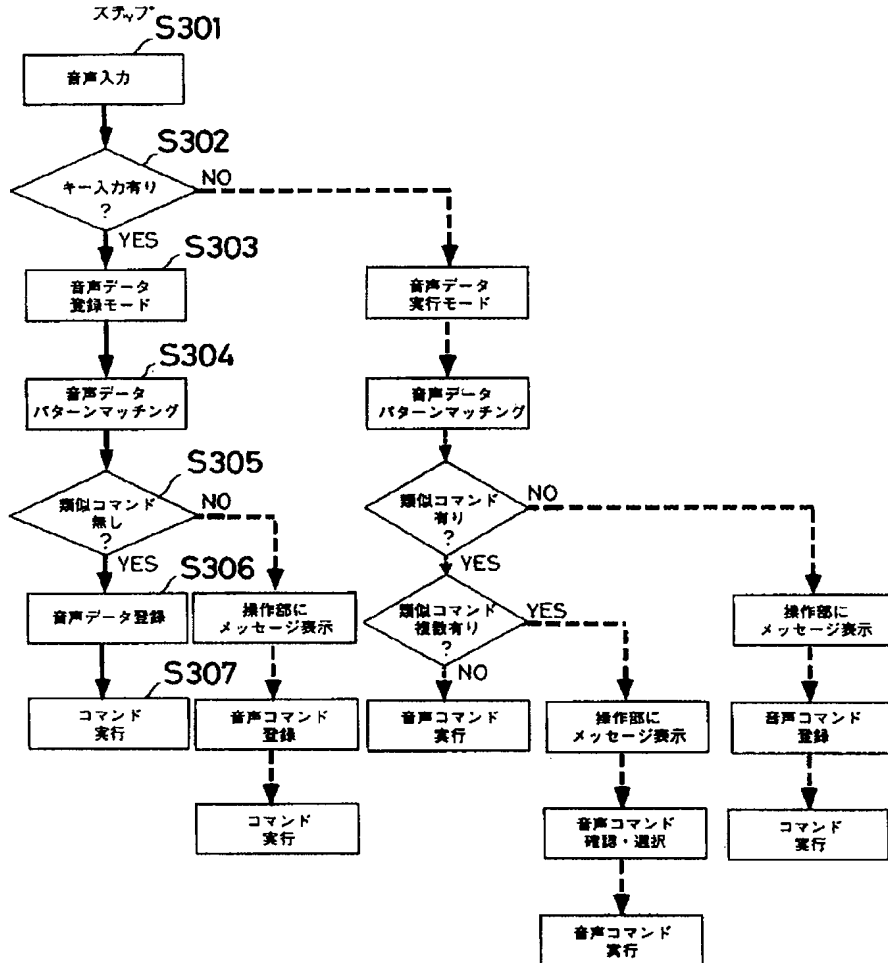 ステップ
S301
音声入力
S302
キー入力有り
?
NO
YES
S303
音声データ
登録モード
音声データ
実行モード
S304
音声データ
パターンマッチング
音声データ
パターンマッチング
S305
類似コマンド
無し
?
NO
YES
類似コマンド
有り
?
NO
YES
S306
音声データ登録
操作部に
メッセージ表示
類似コマンド
複数有り
?
YES
NO
操作部に
メッセージ表示
S307
コマンド
実行
音声コマンド
登録
音声コマンド
実行
操作部に
メッセージ表示
音声コマンド
登録
コマンド
実行
音声コマンド
確認・選択
コマンド
実行
音声コマンド
実行